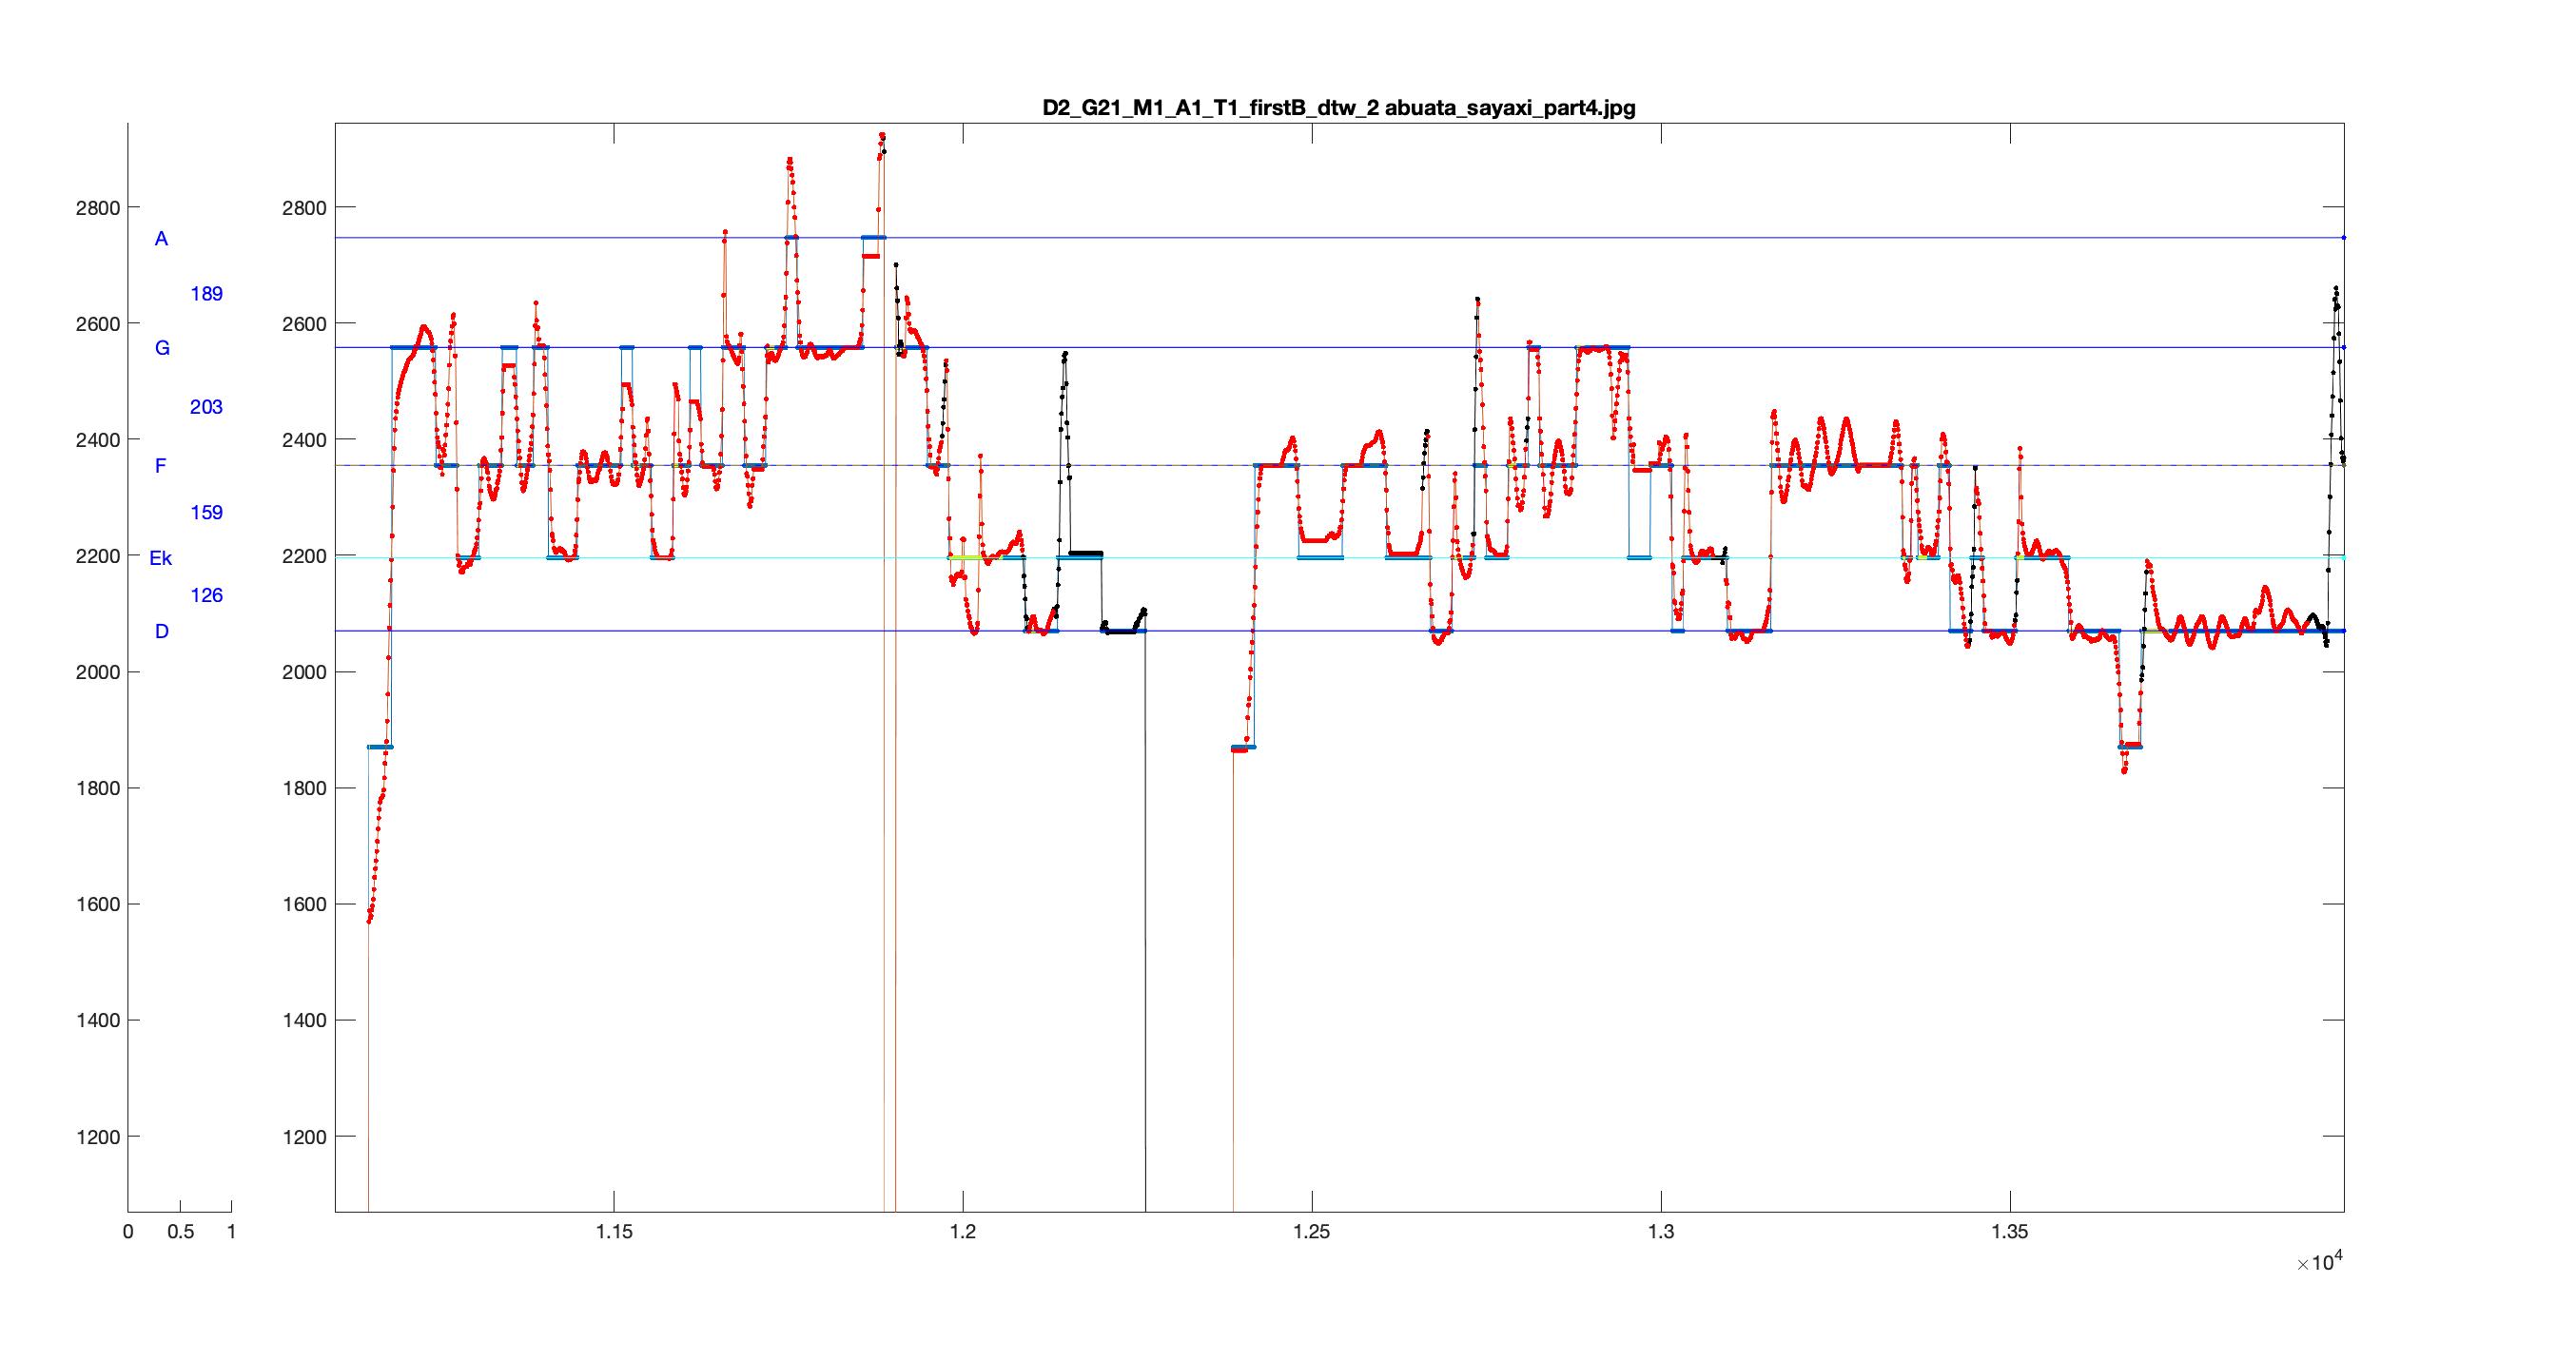 D2_G21_M1_A1_T1_firstB_dtw_2 abuata_sayaxi_part4.jpg
2800 2800
A
189
2600 2600
G
203
2400 2400
F
159
2200 Ek 2200
126
D
2000 2000
1800 1800
1600 1600
1400 1400
1200 1200
0 0.5 1 1.15 1.2 1.25 1.3 1.35
×10⁴